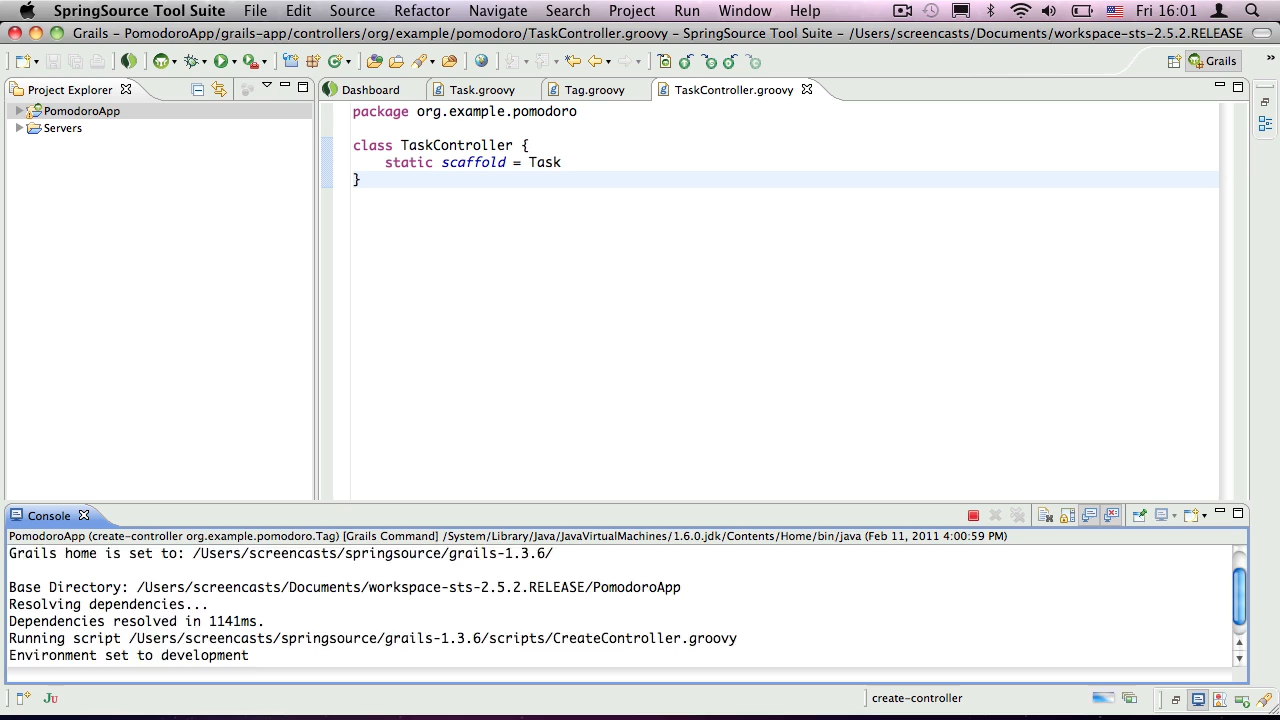 SpringSource Tool Suite File Edit Source Refactor Navigate Search Project Run Window Help Fri 16:01
Grails - PomodoroApp/grails-app/controllers/org/example/pomodoro/TaskController.groovy - SpringSource Tool Suite - /Users/screencasts/Documents/workspace-sts-2.5.2.RELEASE
Grails
Project Explorer
Dashboard Task.groovy Tag.groovy TaskController.groovy
PomodoroApp
Servers
package org.example.pomodoro
class TaskController {
static scaffold = Task
}
Console
PomodoroApp (create-controller org.example.pomodoro.Tag) [Grails Command] /System/Library/Java/JavaVirtualMachines/1.6.0.jdk/Contents/Home/bin/java (Feb 11, 2011 4:00:59 PM)
Grails home is set to: /Users/screencasts/springsource/grails-1.3.6/
Base Directory: /Users/screencasts/Documents/workspace-sts-2.5.2.RELEASE/PomodoroApp
Resolving dependencies...
Dependencies resolved in 1141ms.
Running script /Users/screencasts/springsource/grails-1.3.6/scripts/CreateController.groovy
Environment set to development
Ju
create-controller